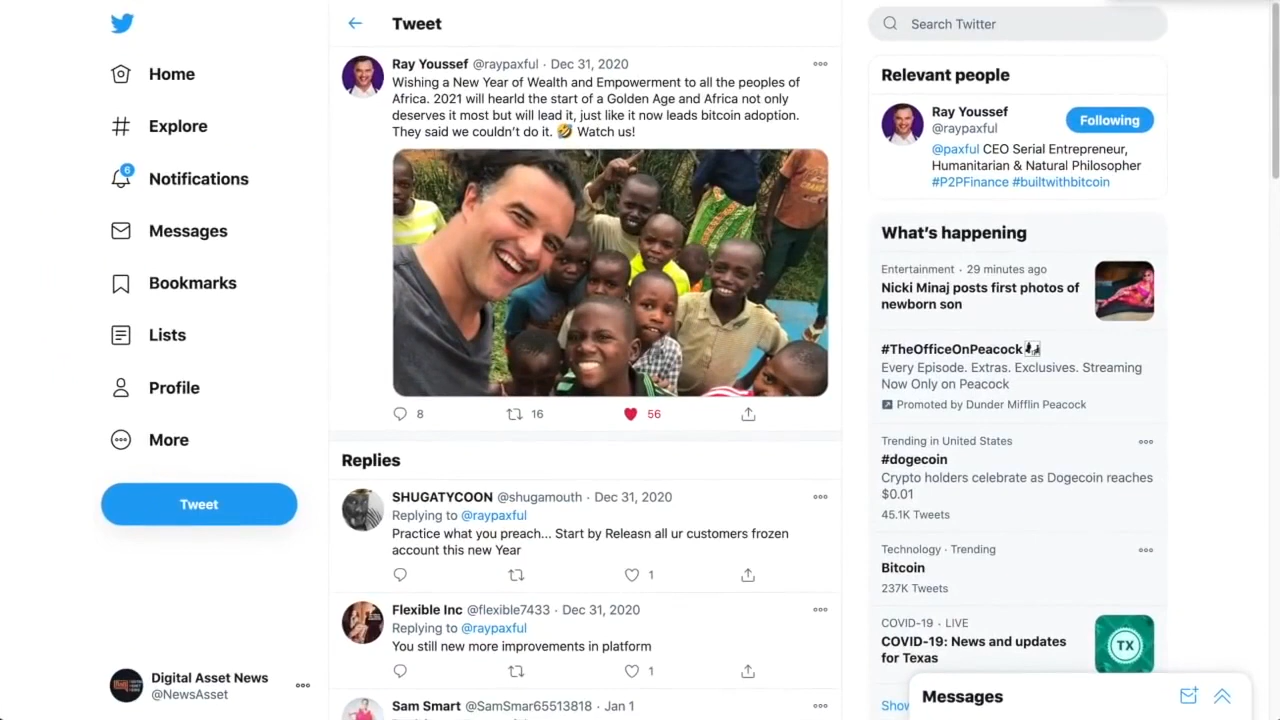 Home
Explore
6
Notifications
Messages
Bookmarks
Lists
Profile
More
Tweet
Digital Asset News
@NewsAsset
Tweet
Ray Youssef @raypaxful · Dec 31, 2020
Wishing a New Year of Wealth and Empowerment to all the peoples of
Africa. 2021 will hearld the start of a Golden Age and Africa not only
deserves it most but will lead it, just like it now leads bitcoin adoption.
They said we couldn't do it. 🤣 Watch us!
8
16
56
Replies
SHUGATYCOON @shugamouth · Dec 31, 2020
Replying to @raypaxful
Practice what you preach... Start by Releasn all ur customers frozen
account this new Year
1
Flexible Inc @flexible7433 · Dec 31, 2020
Replying to @raypaxful
You still new more improvements in platform
1
Sam Smart @SamSmar65513818 · Jan 1
Search Twitter
Relevant people
Ray Youssef
@raypaxful
Following
@paxful CEO Serial Entrepreneur,
Humanitarian & Natural Philosopher
#P2PFinance #builtwithbitcoin
What's happening
Entertainment · 29 minutes ago
Nicki Minaj posts first photos of
newborn son
#TheOfficeOnPeacock
Every Episode. Extras. Exclusives. Streaming
Now Only on Peacock
Promoted by Dunder Mifflin Peacock
Trending in United States
#dogecoin
Crypto holders celebrate as Dogecoin reaches
$0.01
45.1K Tweets
Technology · Trending
Bitcoin
237K Tweets
COVID-19 · LIVE
COVID-19: News and updates
for Texas
TX
Show
Messages